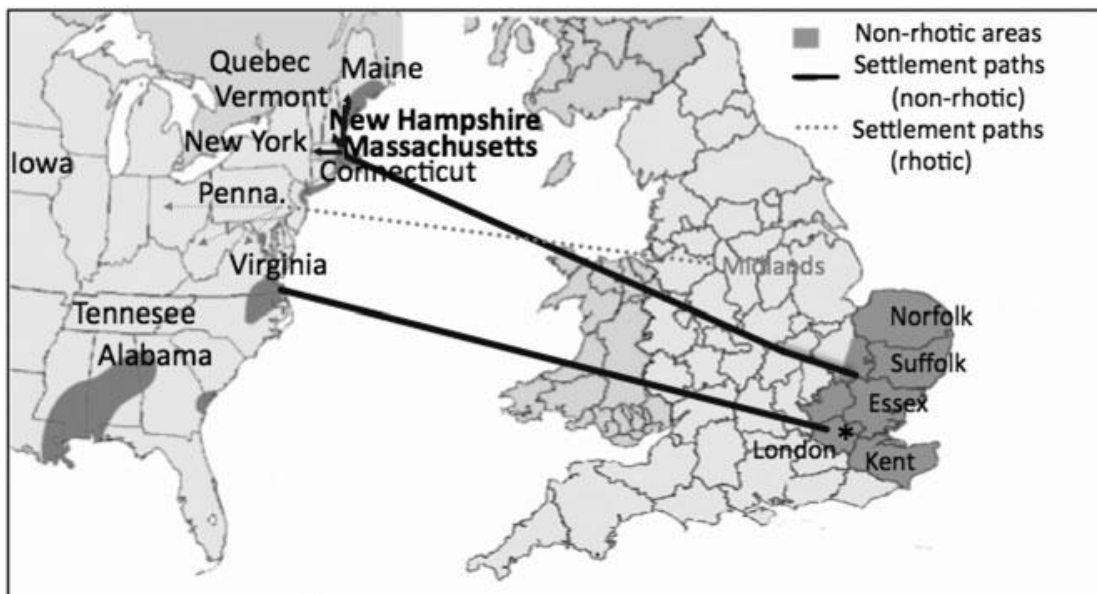 Non-rhotic areas
Settlement paths
(non-rhotic)
Settlement paths
(rhotic)
Quebec
Maine
Vermont
New Hampshire
New York
Massachusetts
Iowa
Connecticut
Penna.
Virginia
Midlands
Tennesee
Norfolk
Alabama
Suffolk
Essex
London
*
Kent